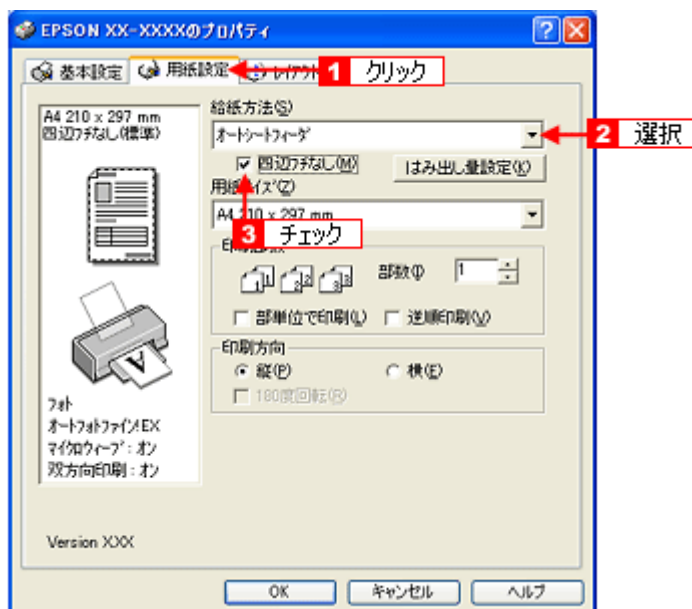 EPSON XX-XXXXのプロパティ
基本設定 用紙設定 レイアウト
1 クリック
A4 210 x 297 mm
四辺フチなし(標準)
給紙方法(S)
オートシートフィーダ
2 選択
四辺フチなし(M) はみ出し量設定(K)
用紙サイズ(Z)
A4 210 x 297 mm
3 チェック
部数(I) 1
部単位で印刷(L) 逆順印刷(V)
印刷方向
縦(P) 横(E)
180度回転(R)
フォト
オートフォトファイン!EX
マイクロウィーブ : オン
双方向印刷 : オン
Version XXX
OK キャンセル ヘルプ